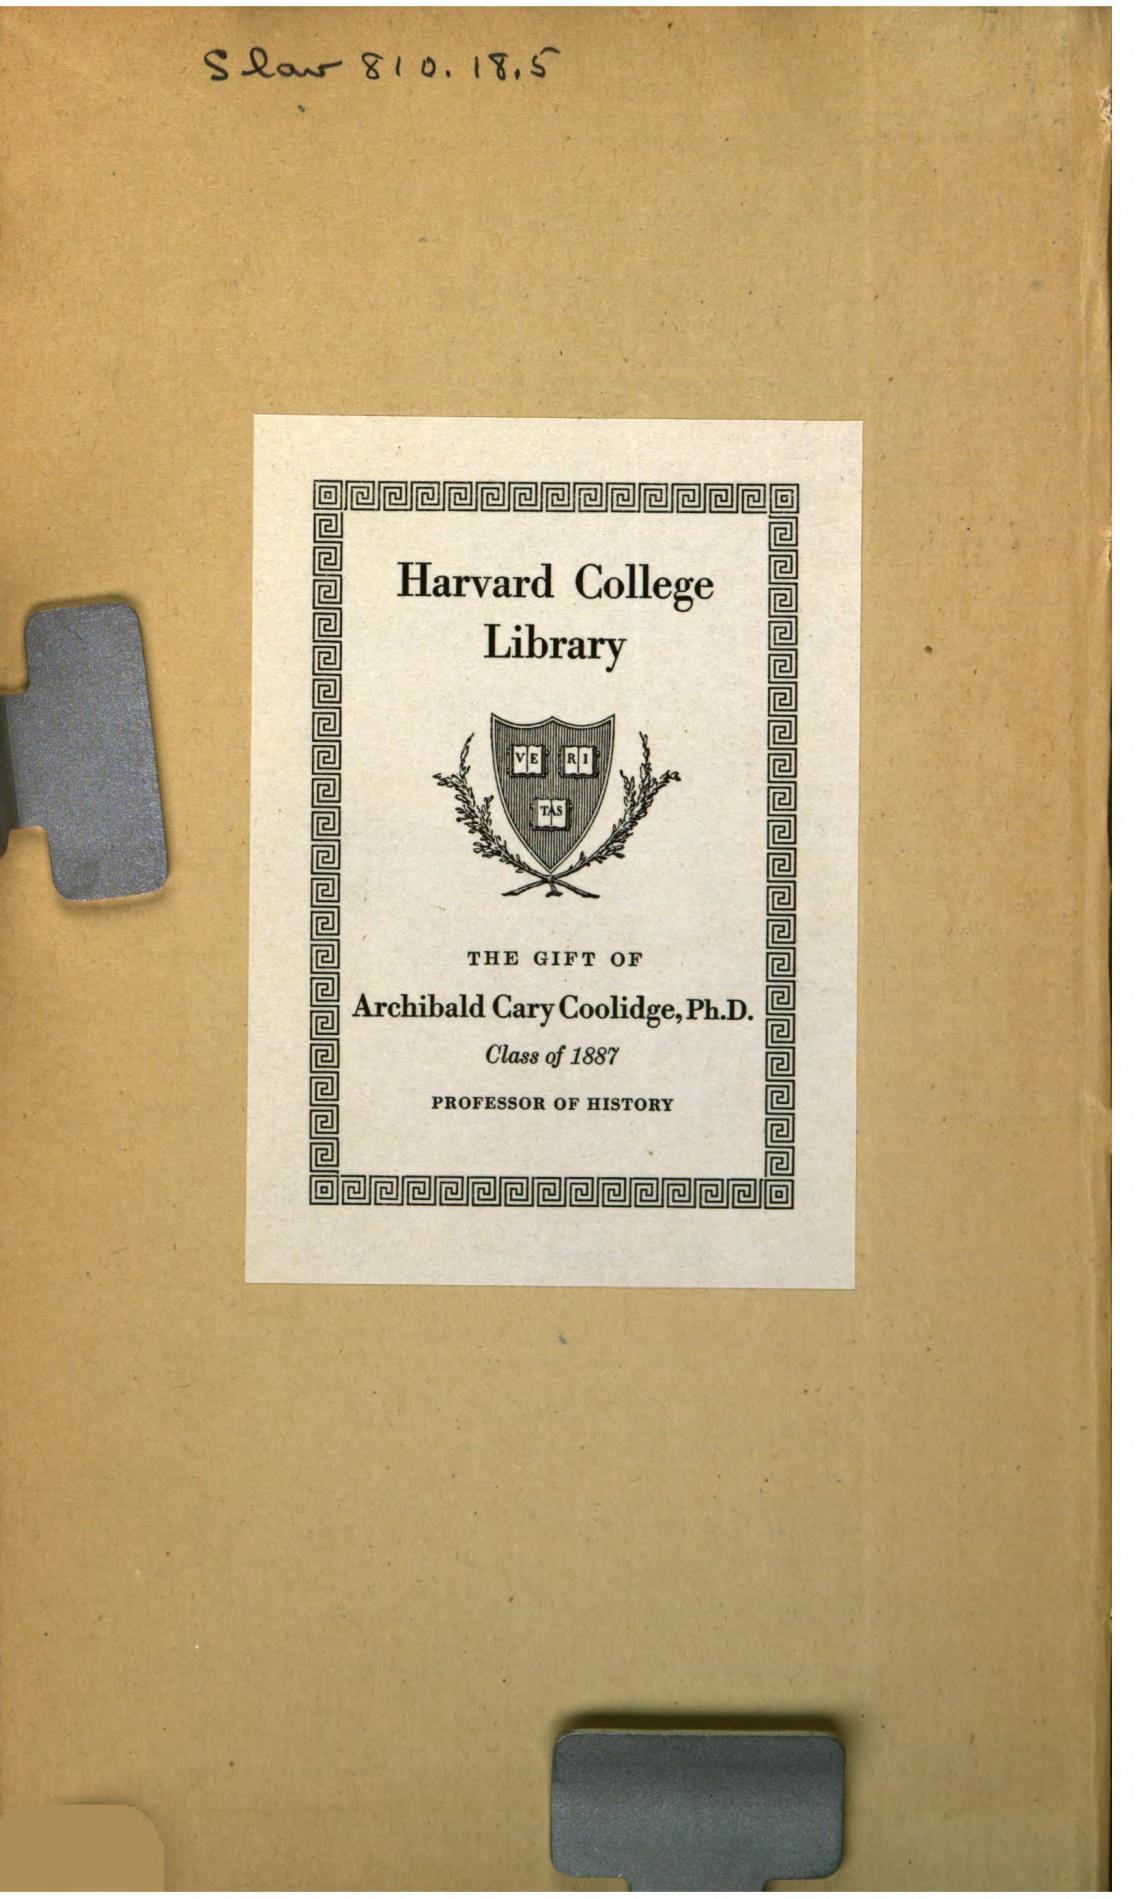 Slav 810.18.5
Harvard College
Library
VE RI
TAS
THE GIFT OF
Archibald Cary Coolidge, Ph.D.
Class of 1887
PROFESSOR OF HISTORY